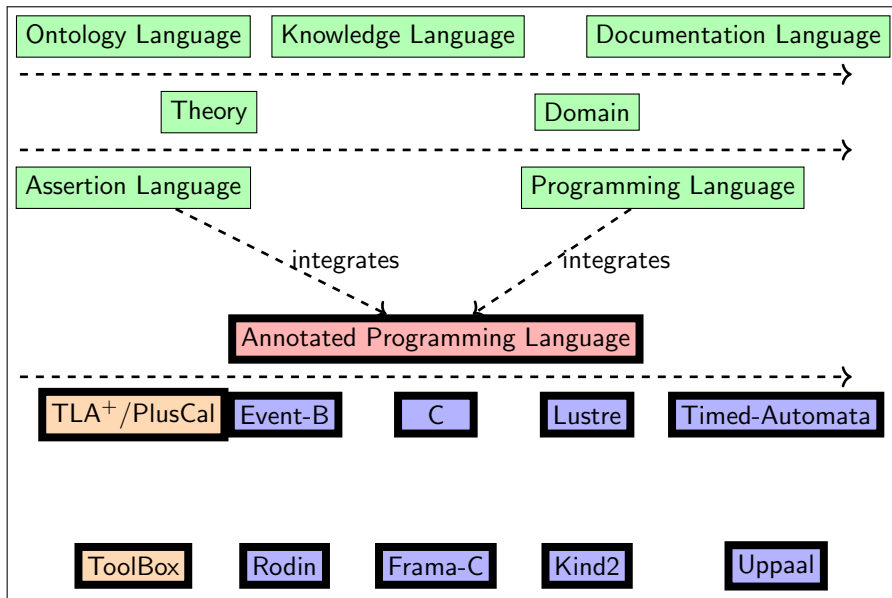 Ontology Language Knowledge Language Documentation Language
Theory Domain
Assertion Language Programming Language
integrates integrates
Annotated Programming Language
TLA⁺/PlusCal Event-B C Lustre Timed-Automata
ToolBox Rodin Frama-C Kind2 Uppaal